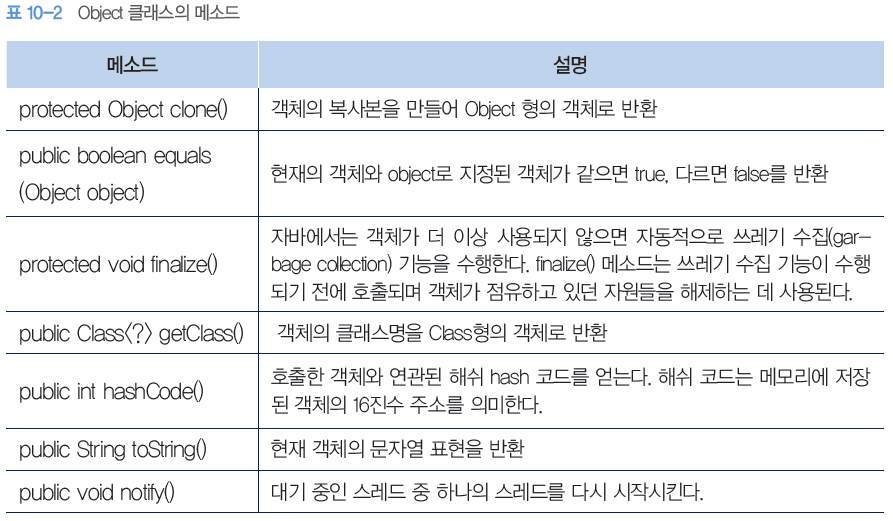 표 10-2 Object 클래스의 메소드
메소드 설명
protected Object clone() 객체의 복사본을 만들어 Object 형의 객체로 반환
public boolean equals
(Object object)
현재의 객체와 object로 지정된 객체가 같으면 true, 다르면 false를 반환
protected void finalize()
자바에서는 객체가 더 이상 사용되지 않으면 자동적으로 쓰레기 수집(gar-
bage collection) 기능을 수행한다. finalize() 메소드는 쓰레기 수집 기능이 수행
되기 전에 호출되며 객체가 점유하고 있던 자원들을 해제하는 데 사용된다.
public Class〈?〉 getClass() 객체의 클래스명을 Class형의 객체로 반환
public int hashCode()
호출한 객체와 연관된 해쉬 hash 코드를 얻는다. 해쉬 코드는 메모리에 저장
된 객체의 16진수 주소를 의미한다.
public String toString() 현재 객체의 문자열 표현을 반환
public void notify() 대기 중인 스레드 중 하나의 스레드를 다시 시작시킨다.